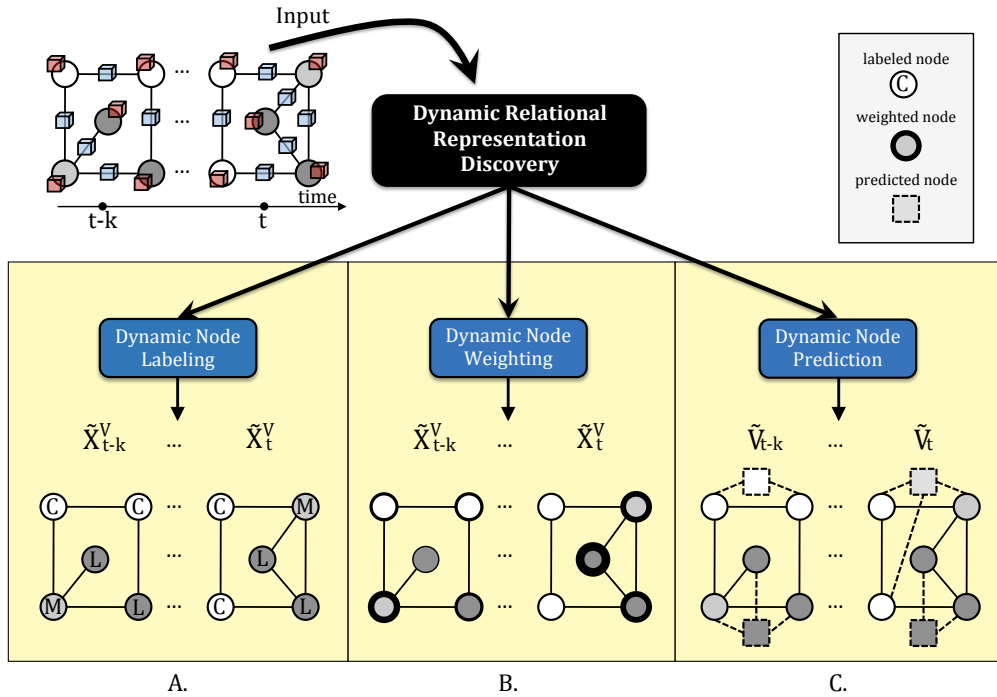 Input
Dynamic Relational
Representation
Discovery
labeled node
C
weighted node
predicted node
... ...
... ...
time
t-k t
Dynamic Node
Labeling
Dynamic Node
Weighting
Dynamic Node
Prediction
X̃ᵛₜ₋ₖ ... X̃ᵛₜ
X̃ᵛₜ₋ₖ ... X̃ᵛₜ
Ṽₜ₋ₖ ... Ṽₜ
C C ... C M
L ... L
M L ... C L
...
...
...
...
...
A. B. C.